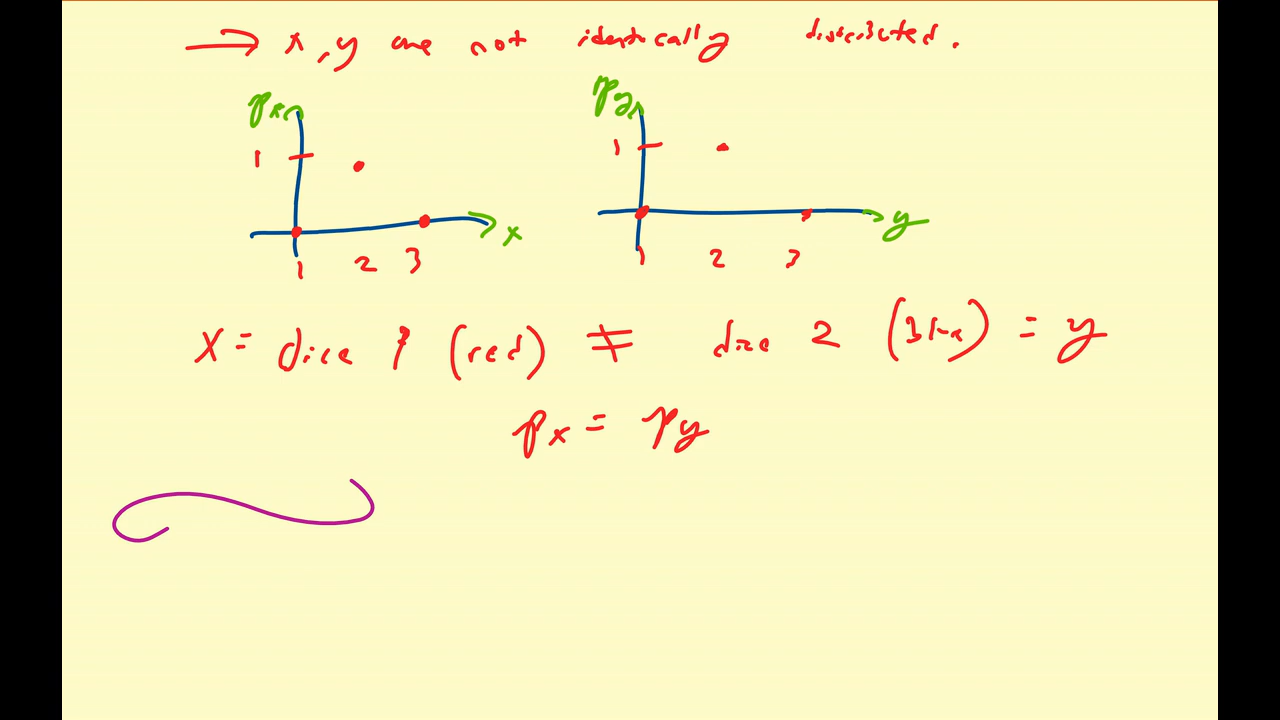 → x, y are not identically distributed.
px py
1 1
x y
1 2 3 1 2 3
X = dice 1 (red) ≠ dice 2 (Blue) = y
px = py